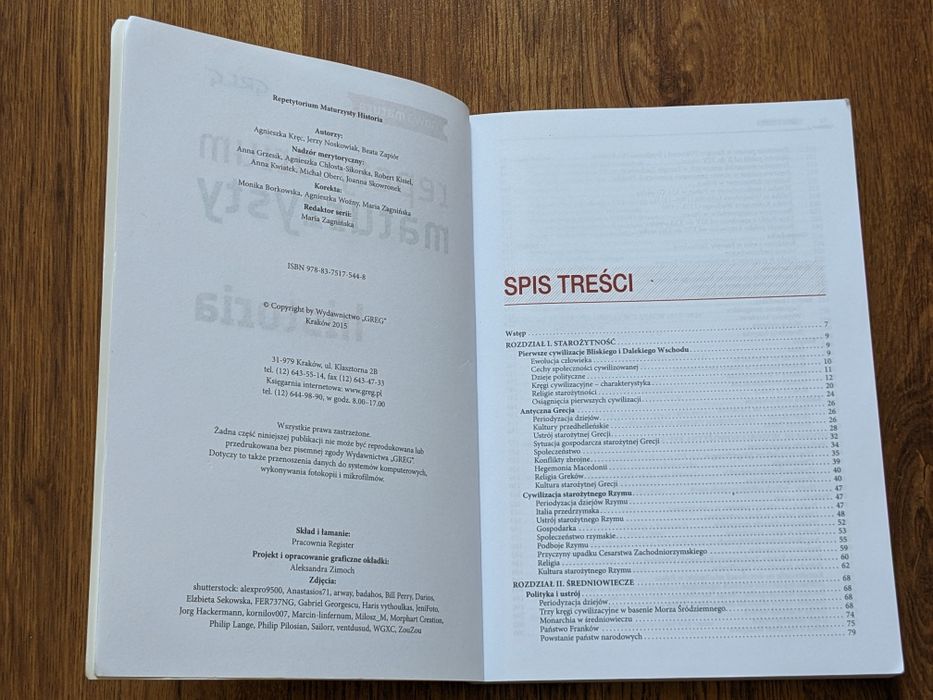 Repetytorium Maturzysty Historia
Autorzy:
Agnieszka Kręc, Jerzy Noskowiak, Beata Zapiór
Nadzór merytoryczny:
Anna Grzesik, Agnieszka Chłosta-Sikorska, Robert Kisiel,
Anna Kwiatek, Michał Oberc, Joanna Skowronek
Korekta:
Monika Borkowska, Agnieszka Woźny, Maria Zagnińska
Redaktor serii:
Maria Zagnińska
ISBN 978-83-7517-544-8
© Copyright by Wydawnictwo „GREG"
Kraków 2015
31-979 Kraków, ul. Klasztorna 2B
tel. (12) 643-55-14, fax (12) 643-47-33
Księgarnia internetowa: www.greg.pl
tel. (12) 644-98-90, w godz. 8.00–17.00
Wszystkie prawa zastrzeżone.
Żadna część niniejszej publikacji nie może być reprodukowana lub
przedrukowana bez pisemnej zgody Wydawnictwa „GREG".
Dotyczy to także przenoszenia danych do systemów komputerowych,
wykonywania fotokopii i mikrofilmów.
Skład i łamanie:
Pracownia Register
Projekt i opracowanie graficzne okładki:
Aleksandra Zimoch
Zdjęcia:
shutterstock: alexpro9500, Anastasios71, arway, badahos, Bill Perry, Darios,
Elzbieta Sekowska, FER737NG, Gabriel Georgescu, Haris vythoulkas, JeniFoto,
Jorg Hackermann, kornilov007, Marcin-linfernum, Milosz_M, Morphart Creation,
Philip Lange, Philip Pilosian, Sailorr, ventdusud, WGXC, ZouZou
SPIS TREŚCI
Wstęp 7
ROZDZIAŁ I. STAROŻYTNOŚĆ 9
Pierwsze cywilizacje Bliskiego i Dalekiego Wschodu 9
Ewolucja człowieka 9
Cechy społeczności cywilizowanej 10
Dzieje polityczne 11
Kręgi cywilizacyjne – charakterystyka 12
Religie starożytności 20
Osiągnięcia pierwszych cywilizacji 24
Antyczna Grecja 26
Periodyzacja dziejów 26
Kultury przedhelleńskie 26
Ustrój starożytnej Grecji 28
Sytuacja gospodarcza starożytnej Grecji 32
Społeczeństwo 34
Konflikty zbrojne 35
Hegemonia Macedonii 39
Religia Greków 40
Kultura starożytnej Grecji 40
Cywilizacja starożytnego Rzymu 47
Periodyzacja dziejów Rzymu 47
Italia przedrzymska 47
Ustrój starożytnego Rzymu 48
Gospodarka 52
Społeczeństwo rzymskie 53
Podboje Rzymu 55
Przyczyny upadku Cesarstwa Zachodniorzymskiego 59
Religia 60
Kultura starożytnego Rzymu 62
ROZDZIAŁ II. ŚREDNIOWIECZE 68
Polityka i ustrój 68
Periodyzacja dziejów 68
Trzy kręgi cywilizacyjne w basenie Morza Śródziemnego 68
Monarchia w średniowieczu 74
Państwo Franków 75
Powstanie państw narodowych 79